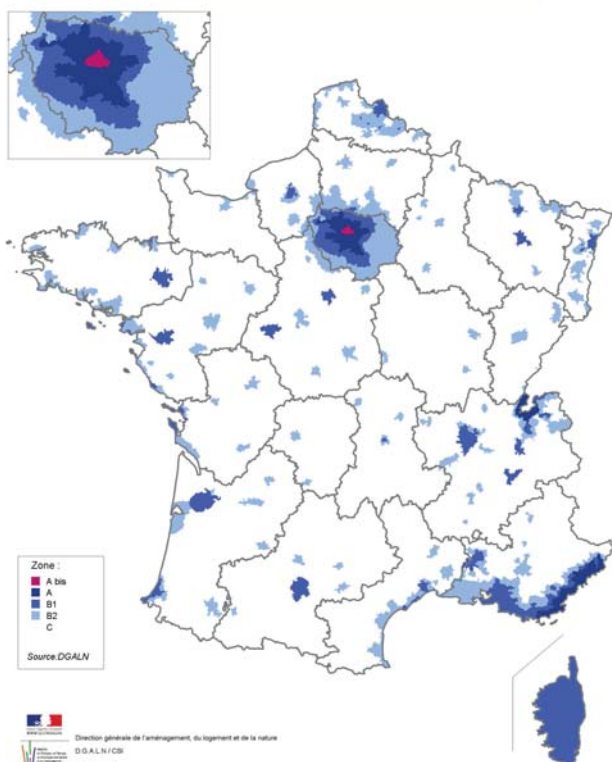 Zone :
A bis
A
B1
B2
C
Source:DGALN
Direction générale de l'aménagement, du logement et de la nature
D.G.A.L.N / CSI